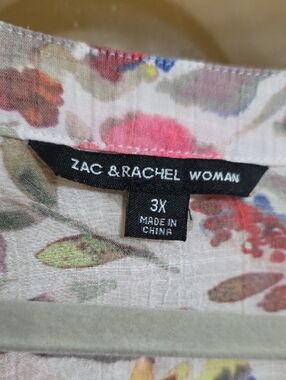 ZAC & RACHEL WOMAN
3X
MADE IN
CHINA